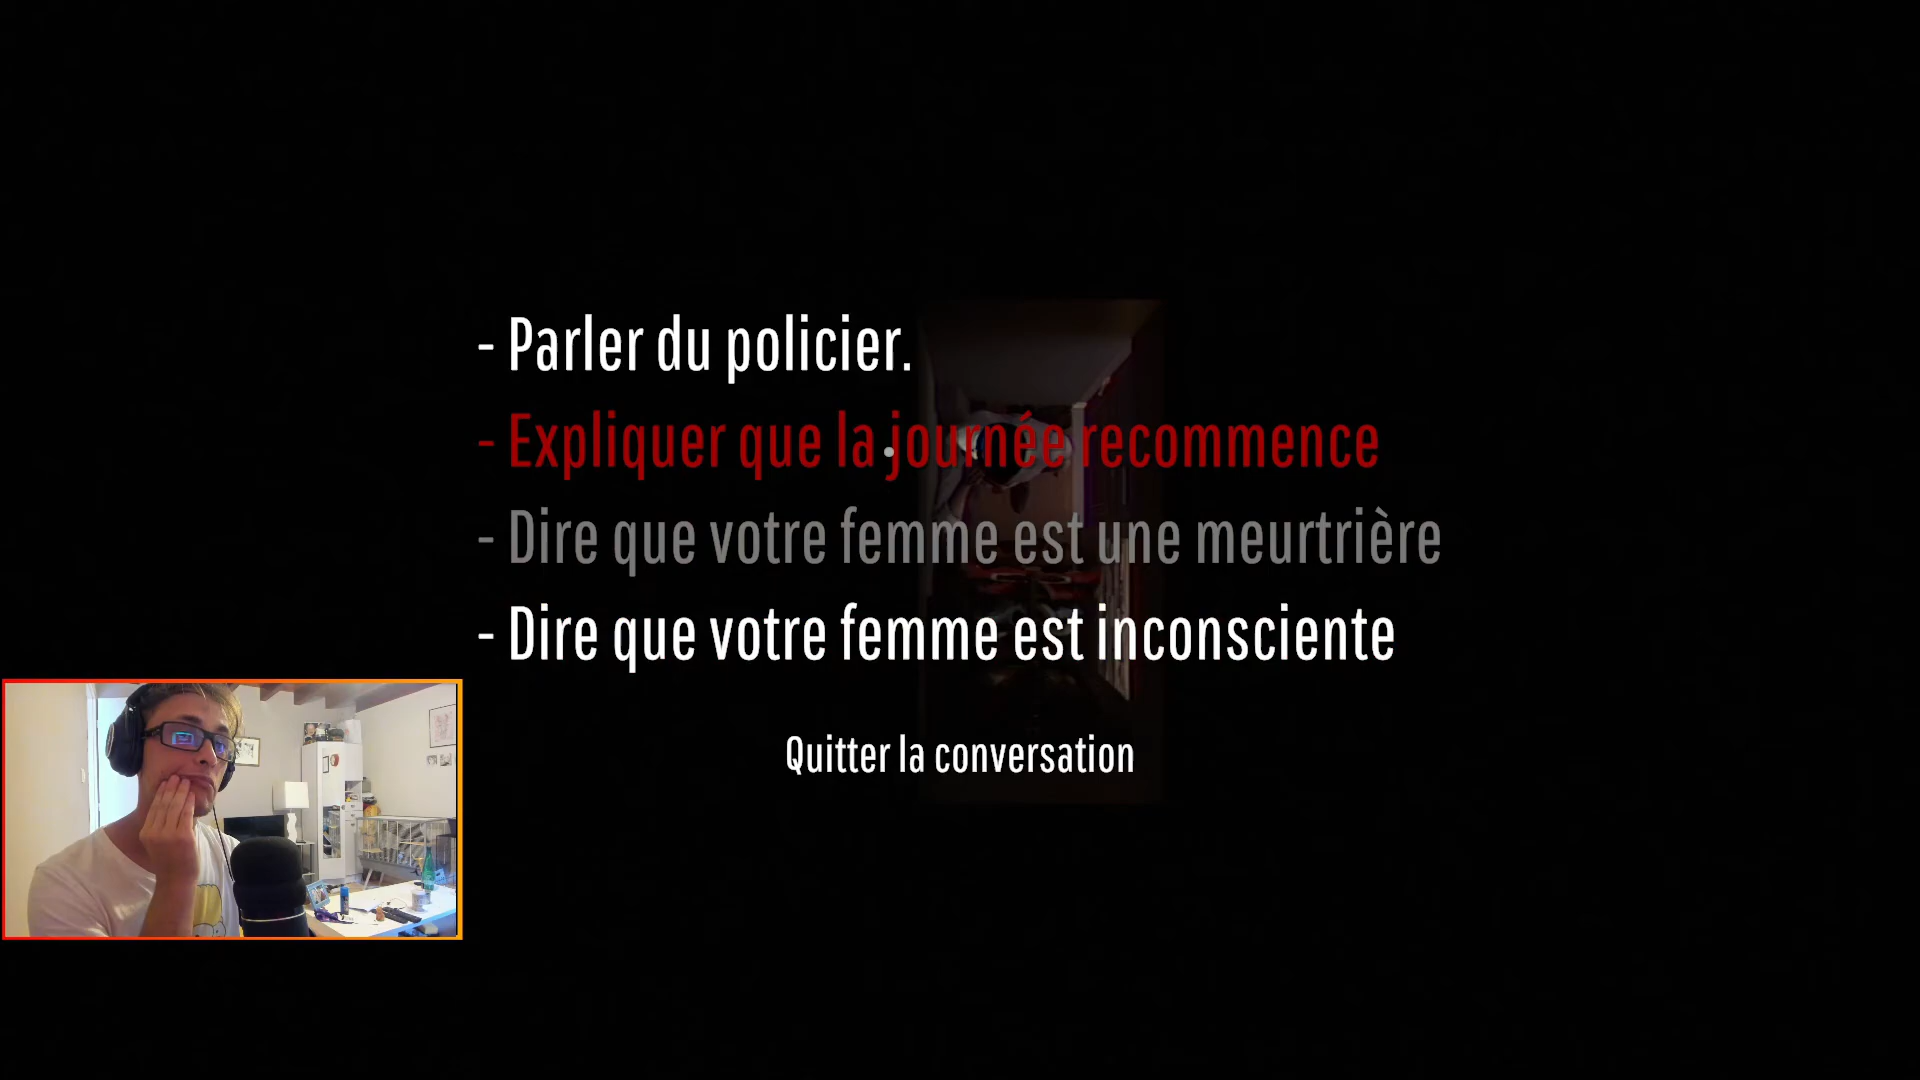 - Parler du policier.
- Expliquer que la journée recommence
- Dire que votre femme est une meurtrière
- Dire que votre femme est inconsciente
Quitter la conversation